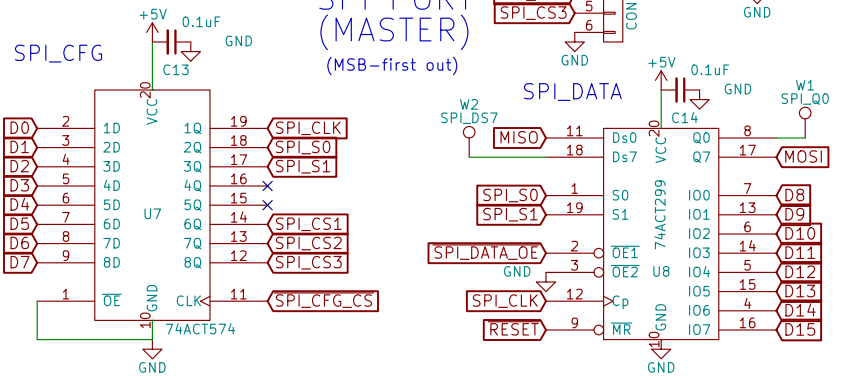 SPI PORT
(MASTER)
(MSB-first out)
SPI_CS3 5
6
CON
GND
GND
SPI_CFG
+5V
0.1uF
GND
C13
20
VCC
D0 2 1D 1Q 19 SPI_CLK
D1 3 2D 2Q 18 SPI_S0
D2 4 3D 3Q 17 SPI_S1
D3 5 4D 4Q 16
D4 6 5D 5Q 15
D5 7 6D 6Q 14 SPI_CS1
D6 8 7D 7Q 13 SPI_CS2
D7 9 8D 8Q 12 SPI_CS3
U7
1 OE GND CLK 11 SPI_CFG_CS
10
74ACT574
GND
SPI_DATA
+5V
0.1uF
GND
C14
W1
SPI_Q0
W2
SPI_DS7
20
VCC
MISO 11 Ds0 Q0 8
18 Ds7 Q7 17 MOSI
SPI_S0 1 S0 IO0 7 D8
SPI_S1 19 S1 IO1 13 D9
74ACT299
IO2 6 D10
SPI_DATA_OE 2 OE1 IO3 14 D11
GND 3 OE2 U8 IO4 5 D12
IO5 15 D13
SPI_CLK 12 Cp IO6 4 D14
RESET 9 MR GND IO7 16 D15
10
GND